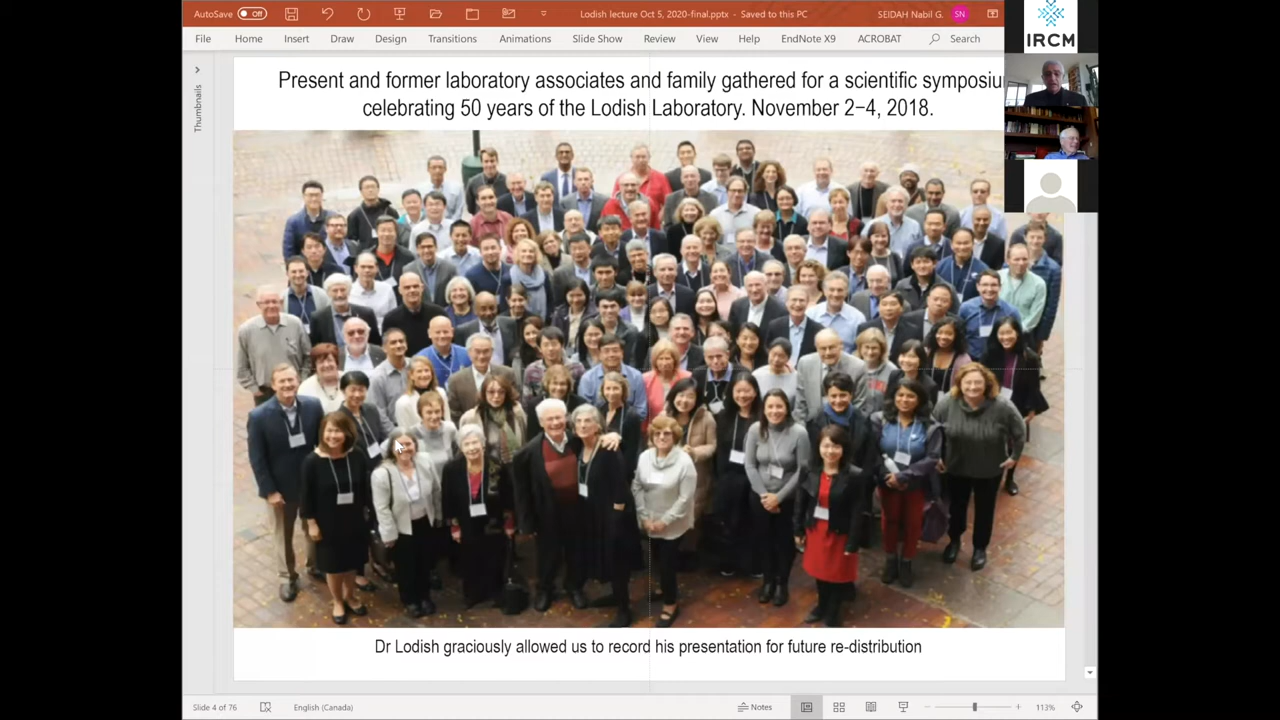 AutoSave Off Lodish lecture Oct 5, 2020-final.pptx - Saved to this PC SEIDAH Nabil G. SN
IRCM
File Home Insert Draw Design Transitions Animations Slide Show Review View Help EndNote X9 ACROBAT Search
Thumbnails
Present and former laboratory associates and family gathered for a scientific symposiu
celebrating 50 years of the Lodish Laboratory. November 2–4, 2018.
Dr Lodish graciously allowed us to record his presentation for future re-distribution
Slide 4 of 76 English (Canada) Notes 113%